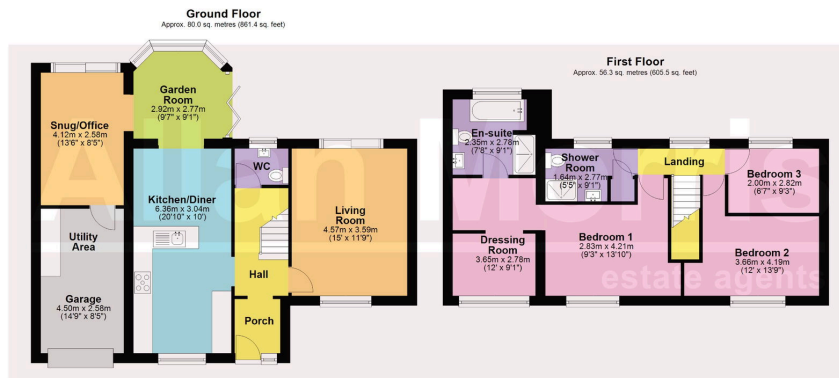 Ground Floor
Approx. 80.0 sq. metres (861.4 sq. feet)
Garden
Room
2.92m x 2.77m
(9'7" x 9'1")
Snug/Office
4.12m x 2.58m
(13'6" x 8'5")
WC
Kitchen/Diner
6.36m x 3.04m
(20'10" x 10')
Living
Room
4.57m x 3.59m
(15' x 11'9")
Utility
Area
Hall
Garage
4.50m x 2.58m
(14'9" x 8'5")
Porch
First Floor
Approx. 56.3 sq. metres (605.5 sq. feet)
En-suite
2.35m x 2.78m
(7'8" x 9'1")
Shower
Room
1.64m x 2.77m
(5'5" x 9'1")
Landing
Bedroom 3
2.00m x 2.82m
(6'7" x 9'3")
Dressing
Room
3.65m x 2.78m
(12' x 9'1")
Bedroom 1
2.83m x 4.21m
(9'3" x 13'10")
Bedroom 2
3.66m x 4.19m
(12' x 13'9")
Allan Morris
estate agents